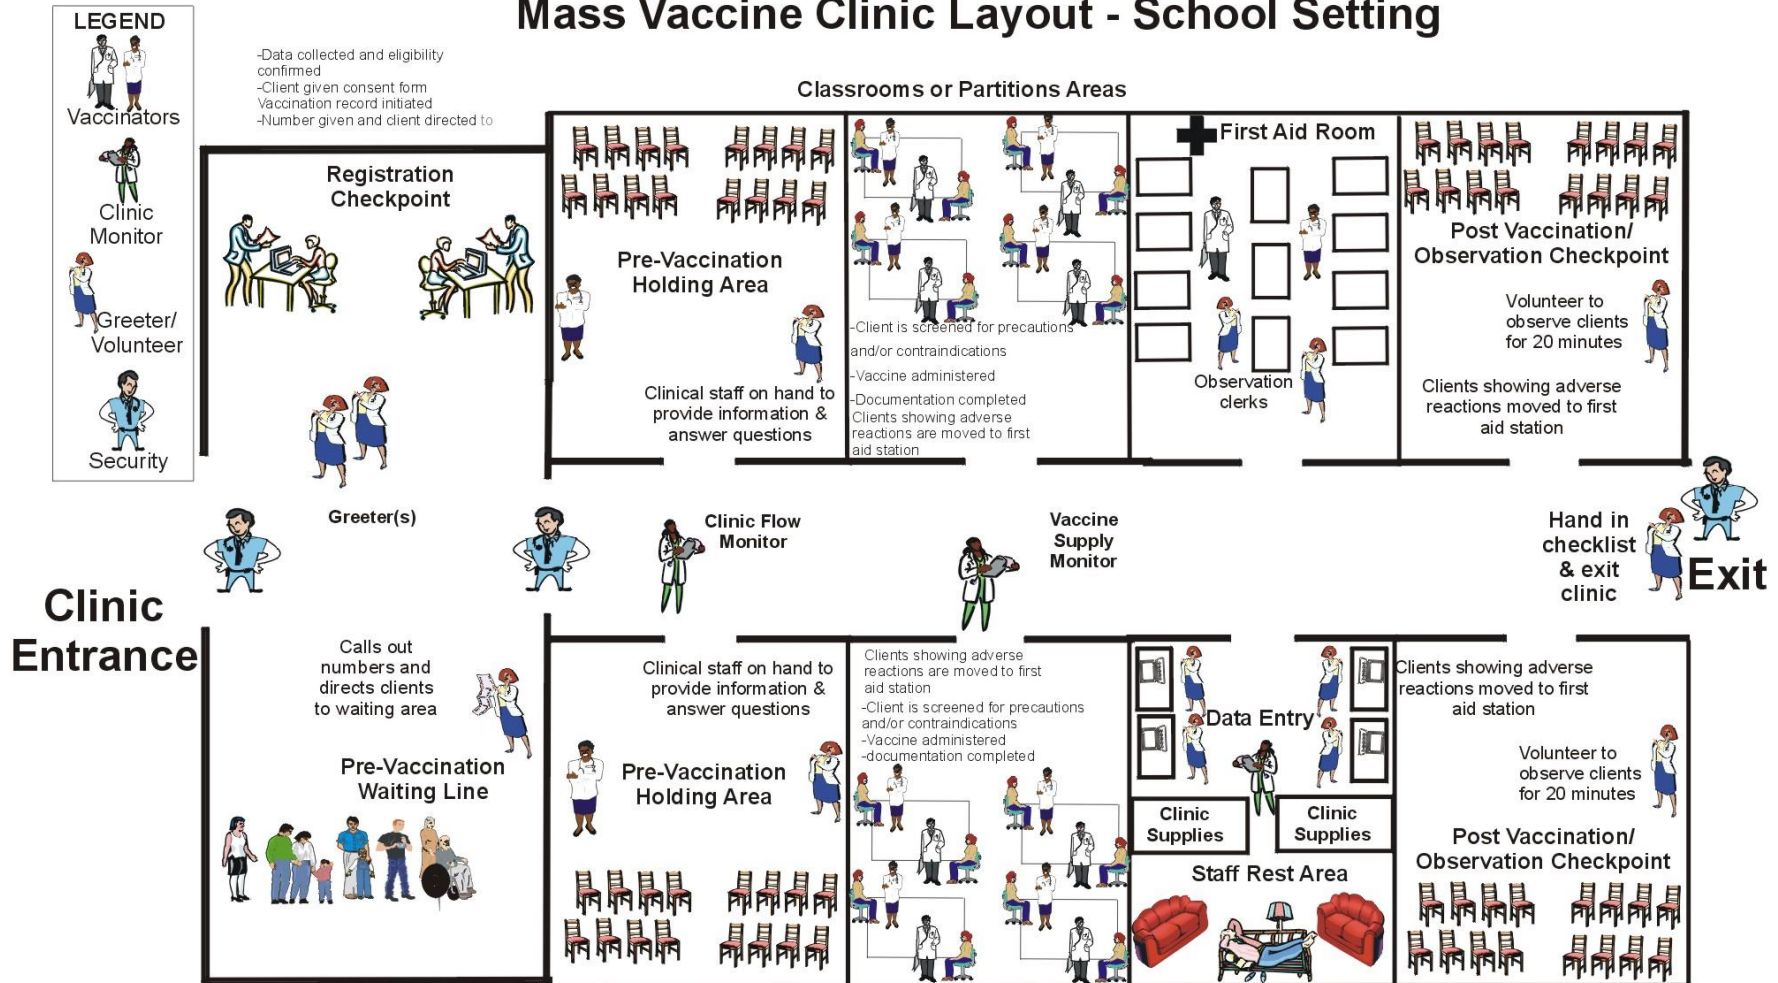 Mass Vaccine Clinic Layout - School Setting
LEGEND
Vaccinators
Clinic
Monitor
Greeter/
Volunteer
Security
-Data collected and eligibility
confirmed
-Client given consent form
Vaccination record initiated
-Number given and client directed to
Classrooms or Partitions Areas
Registration
Checkpoint
Pre-Vaccination
Holding Area
Clinical staff on hand to
provide information &
answer questions
-Client is screened for precautions
and/or contraindications
-Vaccine administered
-Documentation completed
Clients showing adverse
reactions are moved to first
aid station
First Aid Room
Observation
clerks
Post Vaccination/
Observation Checkpoint
Volunteer to
observe clients
for 20 minutes
Clients showing adverse
reactions moved to first
aid station
Greeter(s)
Clinic Flow
Monitor
Vaccine
Supply
Monitor
Hand in
checklist
& exit
clinic
Exit
Clinic
Entrance
Calls out
numbers and
directs clients
to waiting area
Pre-Vaccination
Waiting Line
Clinical staff on hand to
provide information &
answer questions
Pre-Vaccination
Holding Area
Clients showing adverse
reactions are moved to first
aid station
-Client is screened for precautions
and/or contraindications
-Vaccine administered
-documentation completed
Data Entry
Clinic
Supplies
Clinic
Supplies
Staff Rest Area
Clients showing adverse
reactions moved to first
aid station
Volunteer to
observe clients
for 20 minutes
Post Vaccination/
Observation Checkpoint